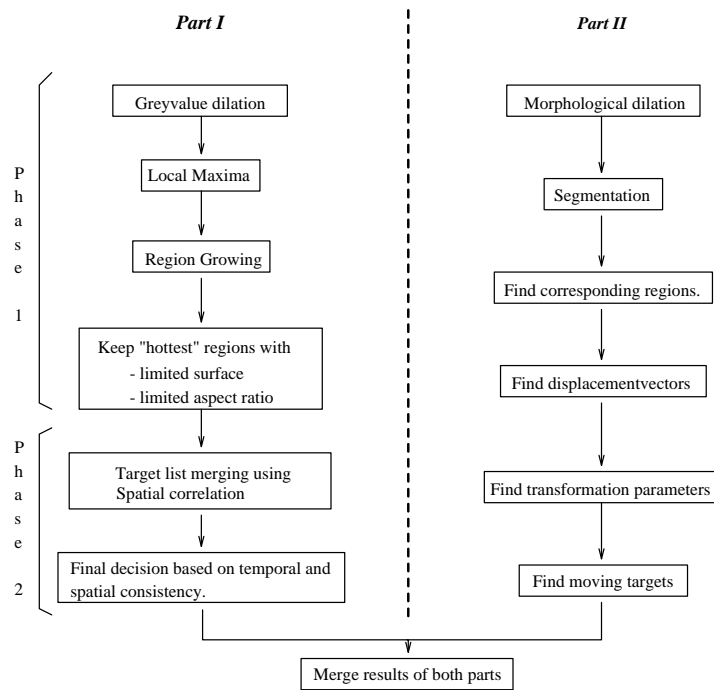 Part I
Part II
Phase 1
Greyvalue dilation
Local Maxima
Region Growing
Keep "hottest" regions with
- limited surface
- limited aspect ratio
Phase 2
Target list merging using
Spatial correlation
Final decision based on temporal and
spatial consistency.
Morphological dilation
Segmentation
Find corresponding regions.
Find displacementvectors
Find transformation parameters
Find moving targets
Merge results of both parts